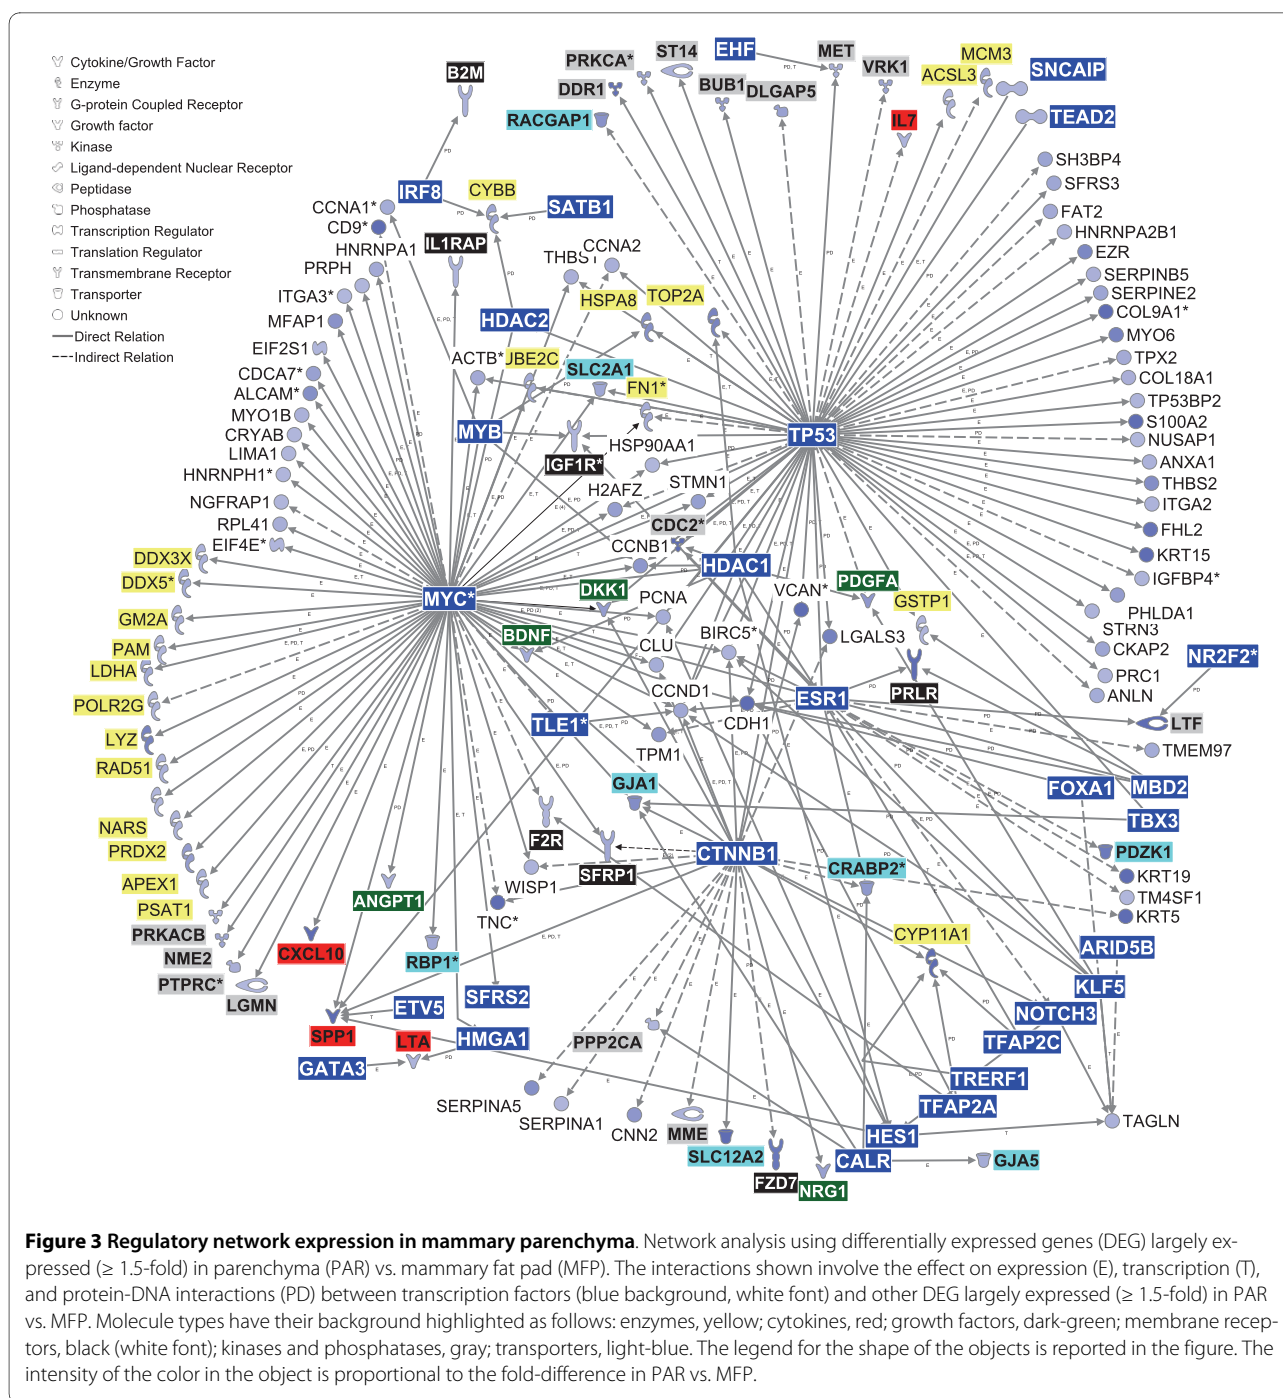 Cytokine/Growth Factor
Enzyme
G-protein Coupled Receptor
Growth factor
Kinase
Ligand-dependent Nuclear Receptor
Peptidase
Phosphatase
Transcription Regulator
Translation Regulator
Transmembrane Receptor
Transporter
Unknown
Direct Relation
Indirect Relation
B2M
PRKCA*
ST14
EHF
MET
VRK1
MCM3
ACSL3
SNCAIP
DDR1
BUB1
DLGAP5
RACGAP1
IL7
TEAD2
IRF8
CYBB
SATB1
CCNA1*
CD9*
HNRNPA1
PRPH
ITGA3*
MFAP1
EIF2S1
CDCA7*
ALCAM*
MYO1B
CRYAB
LIMA1
HNRNPH1*
NGFRAP1
RPL41
EIF4E*
IL1RAP
CCNA2
HSPA8
TOP2A
HDAC2
ACTB*
SLC2A1
FN1*
MYB
HSP90AA1
IGF1R*
H2AFZ
STMN1
CDC2*
CCNB1
TP53
SH3BP4
SFRS3
FAT2
HNRNPA2B1
EZR
SERPINB5
SERPINE2
COL9A1*
MYO6
TPX2
COL18A1
TP53BP2
S100A2
NUSAP1
ANXA1
THBS2
ITGA2
FHL2
KRT15
IGFBP4*
PHLDA1
STRN3
CKAP2
PRC1
ANLN
DDX3X
DDX5*
GM2A
PAM
LDHA
POLR2G
LYZ
RAD51
NARS
PRDX2
APEX1
PSAT1
PRKACB
NME2
PTPRC*
LGMN
MYC*
HDAC1
DKK1
PCNA
VCAN*
PDGFA
GSTP1
BDNF
BIRC5*
LGALS3
CLU
NR2F2*
CCND1
ESR1
PRLR
LTF
TLE1*
CDH1
TPM1
TMEM97
GJA1
FOXA1
MBD2
TBX3
F2R
SFRP1
CTNNB1
CRABP2*
PDZK1
KRT19
TM4SF1
KRT5
WISP1
TNC*
ANGPT1
CXCL10
RBP1*
CYP11A1
ARID5B
KLF5
SFRS2
ETV5
NOTCH3
SPP1
LTA
HMGA1
PPP2CA
TFAP2C
GATA3
TRERF1
SERPINA5
SERPINA1
TFAP2A
CNN2
MME
HES1
TAGLN
SLC12A2
CALR
GJA5
FZD7
NRG1
Figure 3 Regulatory network expression in mammary parenchyma. Network analysis using differentially expressed genes (DEG) largely ex-
pressed (≥ 1.5-fold) in parenchyma (PAR) vs. mammary fat pad (MFP). The interactions shown involve the effect on expression (E), transcription (T),
and protein-DNA interactions (PD) between transcription factors (blue background, white font) and other DEG largely expressed (≥ 1.5-fold) in PAR
vs. MFP. Molecule types have their background highlighted as follows: enzymes, yellow; cytokines, red; growth factors, dark-green; membrane recep-
tors, black (white font); kinases and phosphatases, gray; transporters, light-blue. The legend for the shape of the objects is reported in the figure. The
intensity of the color in the object is proportional to the fold-difference in PAR vs. MFP.